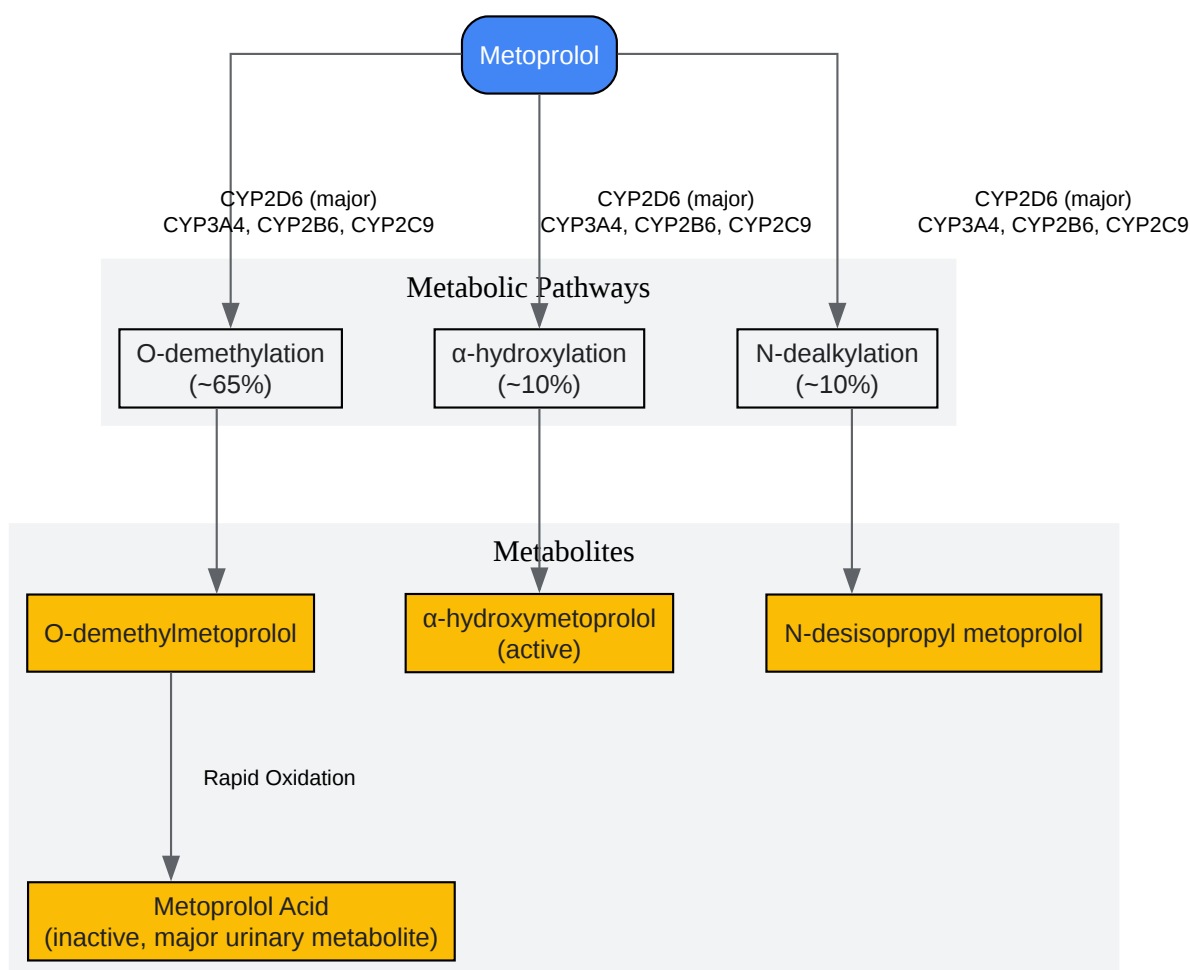 Metoprolol
CYP2D6 (major)
CYP3A4, CYP2B6, CYP2C9
CYP2D6 (major)
CYP3A4, CYP2B6, CYP2C9
CYP2D6 (major)
CYP3A4, CYP2B6, CYP2C9
Metabolic Pathways
O-demethylation
(~65%)
α-hydroxylation
(~10%)
N-dealkylation
(~10%)
Metabolites
O-demethylmetoprolol
α-hydroxymetoprolol
(active)
N-desisopropyl metoprolol
Rapid Oxidation
Metoprolol Acid
(inactive, major urinary metabolite)